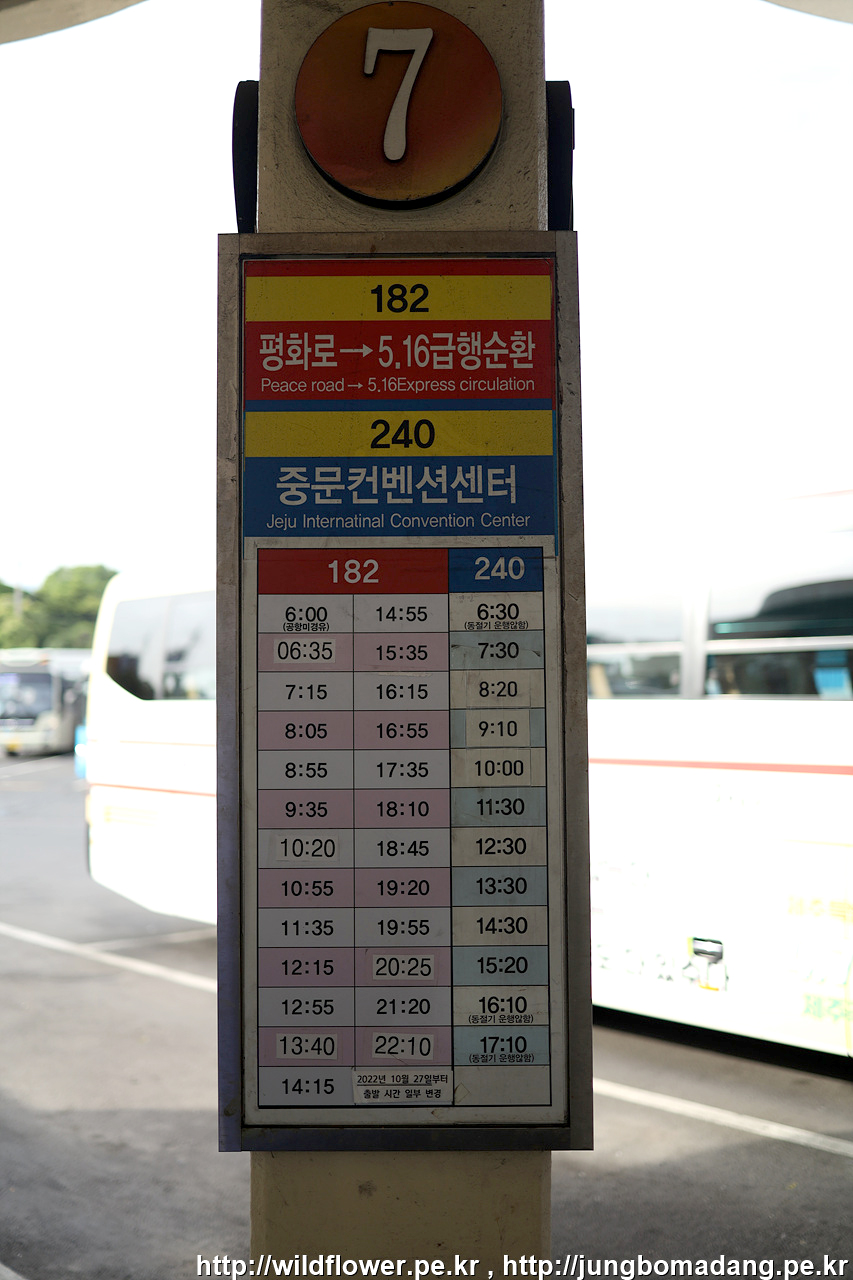 7
182
평화로→5.16급행순환
Peace road → 5.16Express circulation
240
중문컨벤션센터
Jeju Internatinal Convention Center
182 240
6:00 14:55 6:30
(공항미경유) (동절기 운행않함)
06:35 15:35 7:30
7:15 16:15 8:20
8:05 16:55 9:10
8:55 17:35 10:00
9:35 18:10 11:30
10:20 18:45 12:30
10:55 19:20 13:30
11:35 19:55 14:30
12:15 20:25 15:20
12:55 21:20 16:10
(동절기 운행않함)
13:40 22:10 17:10
(동절기 운행않함)
14:15 2022년 10월 27일부터
출발 시간 일부 변경
http://wildflower.pe.kr , http://jungbomadang.pe.kr